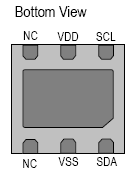 Bottom View
NC VDD SCL
NC VSS SDA